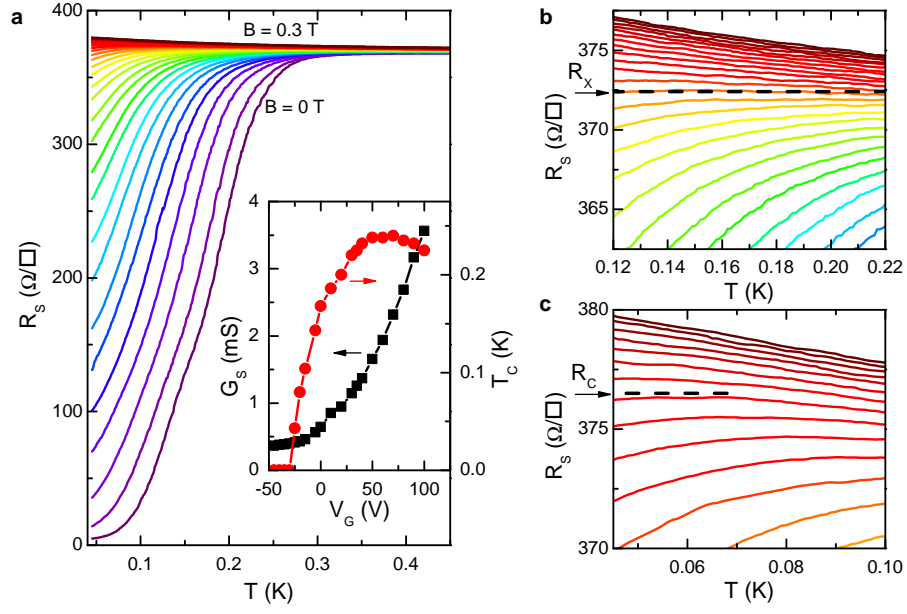 a
400
300
200
100
0
R_S (Ω/□)
0.1 0.2 0.3 0.4
T (K)
B = 0.3 T
B = 0 T
4
3
2
1
0
G_S (mS)
-50 0 50 100
V_G (V)
0.2
0.1
0.0
T_C (K)
b
375
370
365
R_X
R_S (Ω/□)
0.12 0.14 0.16 0.18 0.20 0.22
T (K)
c
380
375
370
R_C
R_S (Ω/□)
0.06 0.08 0.10
T (K)